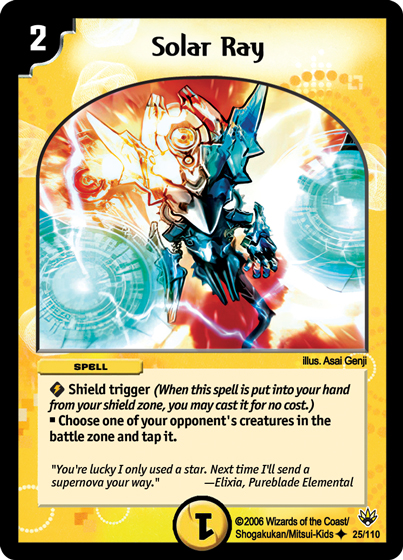 2
Solar Ray
illus. Asai Genji
SPELL
Shield trigger (When this spell is put into your hand
from your shield zone, you may cast it for no cost.)
▪ Choose one of your opponent's creatures in the
battle zone and tap it.
"You're lucky I only used a star. Next time I'll send a
supernova your way." —Elixia, Pureblade Elemental
1
©2006 Wizards of the Coast/
Shogakukan/Mitsui-Kids ✦ 25/110